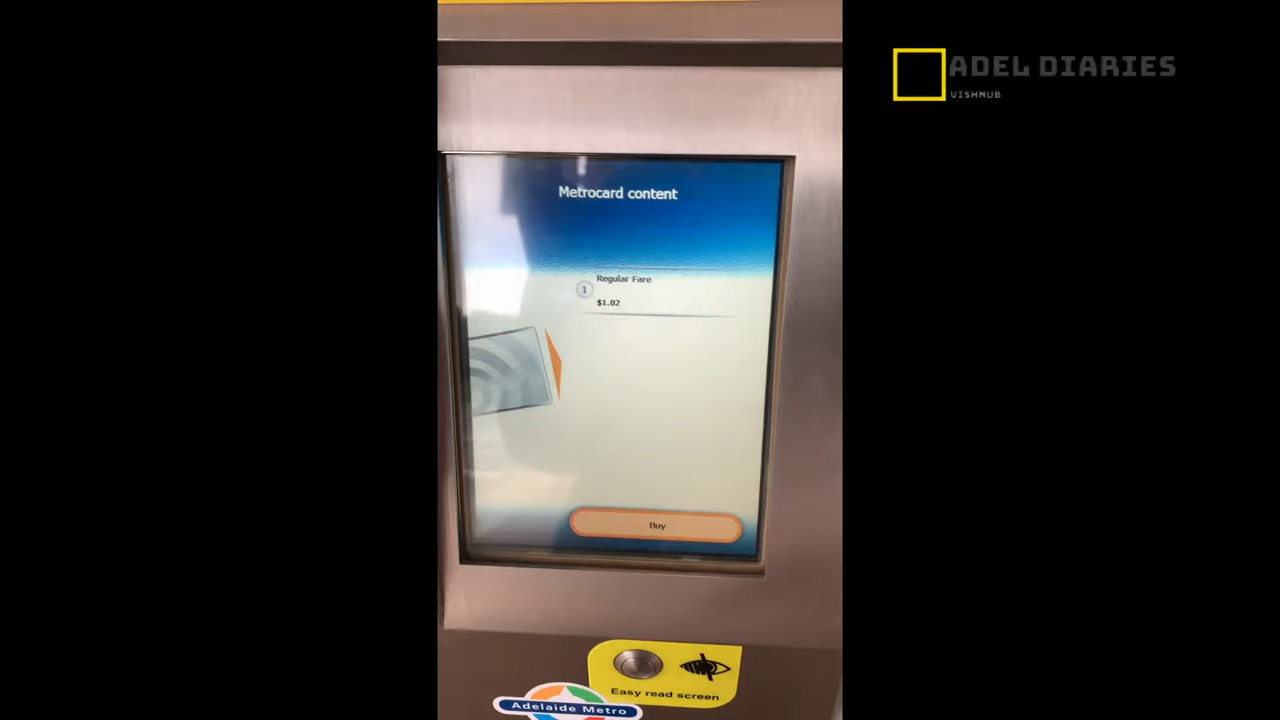 ADEL DIARIES
VISHNUB
Metrocard content
1
Regular Fare
$1.02
Buy
Easy read screen
Adelaide Metro